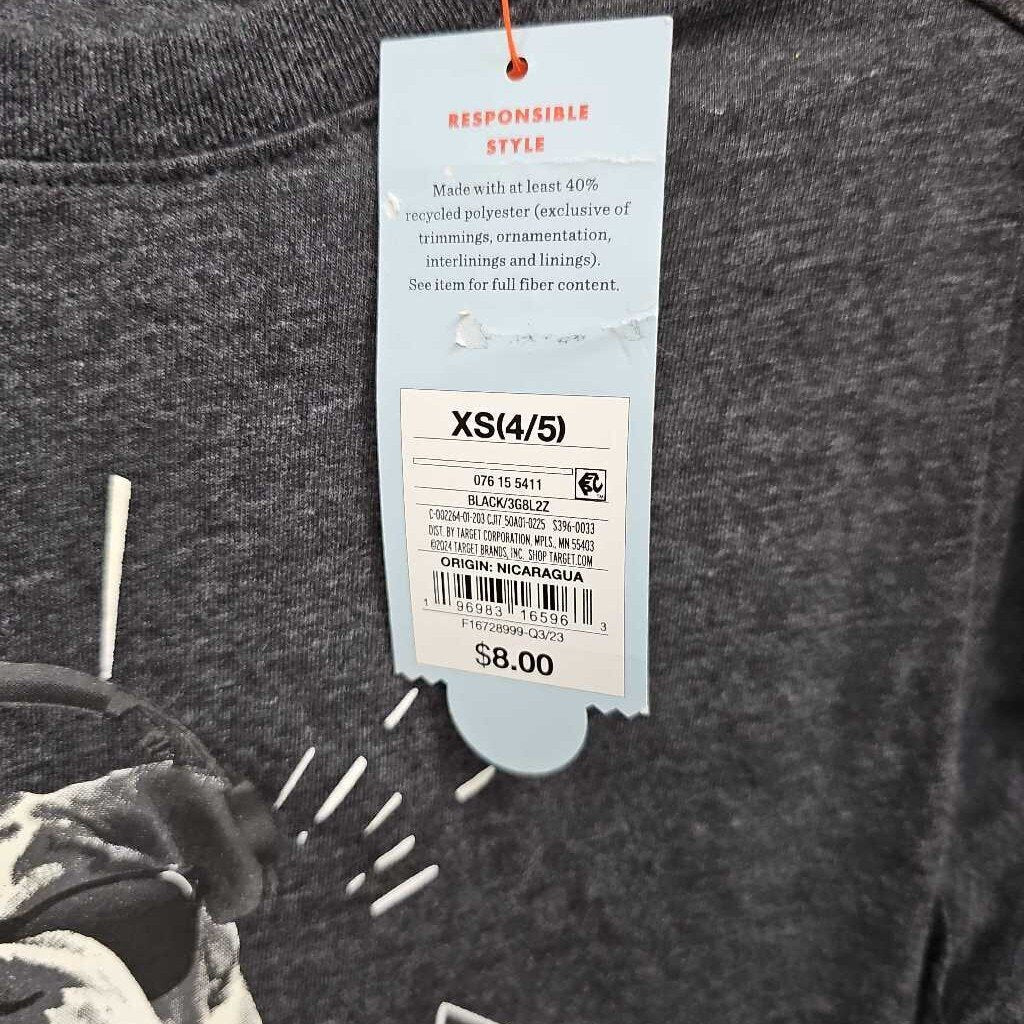 RESPONSIBLE
STYLE
Made with at least 40%
recycled polyester (exclusive of
trimmings, ornamentation,
interlinings and linings).
See item for full fiber content.
XS(4/5)
076 15 5411
BLACK/3G8L2Z
C-002264-01-203 CJ17 50A01-0225 S396-0033
DIST. BY TARGET CORPORATION, MPLS., MN 55403
©2024 TARGET BRANDS, INC. SHOP TARGET.COM
ORIGIN: NICARAGUA
1 96983 16596 3
F16728999-Q3/23
$8.00